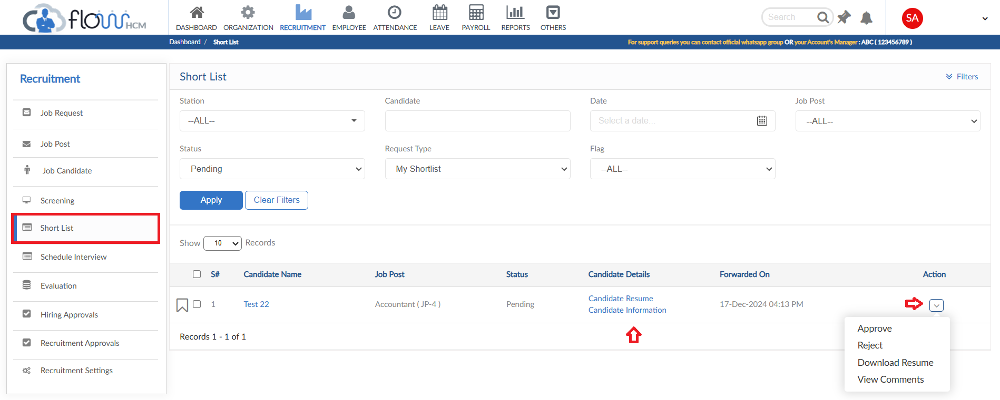 flowHCM
DASHBOARD ORGANIZATION RECRUITMENT EMPLOYEE ATTENDANCE LEAVE PAYROLL REPORTS OTHERS
Search
SA
Dashboard / Short List
For support queries you can contact official whatsapp group OR your Account's Manager : ABC ( 123456789 )
Recruitment
Job Request
Job Post
Job Candidate
Screening
Short List
Schedule Interview
Evaluation
Hiring Approvals
Recruitment Approvals
Recruitment Settings
Short List
Filters
Station Candidate Date Job Post
--ALL-- Select a date... --ALL--
Status Request Type Flag
Pending My Shortlist --ALL--
Apply Clear Filters
Show 10 Records
S# Candidate Name Job Post Status Candidate Details Forwarded On Action
1 Test 22 Accountant ( JP-4 ) Pending Candidate Resume 17-Dec-2024 04:13 PM
Candidate Information
Records 1 - 1 of 1
Approve
Reject
Download Resume
View Comments